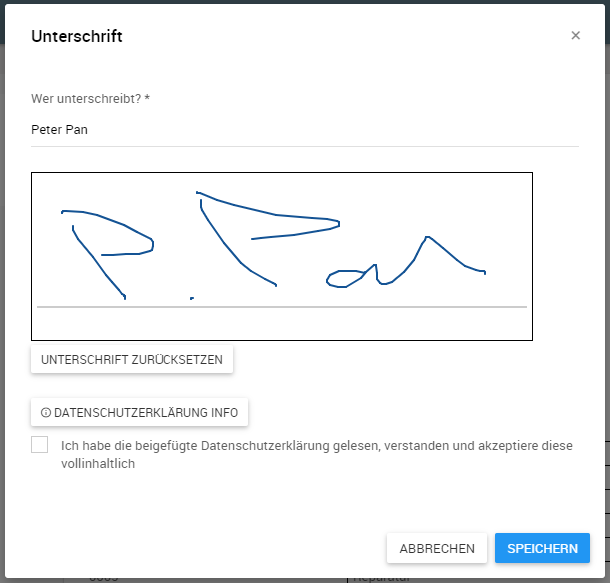 Unterschrift
×
Wer unterschreibt? *
Peter Pan
P. Pan
UNTERSCHRIFT ZURÜCKSETZEN
DATENSCHUTZERKLÄRUNG INFO
Ich habe die beigefügte Datenschutzerklärung gelesen, verstanden und akzeptiere diese
vollinhaltlich
ABBRECHEN
SPEICHERN